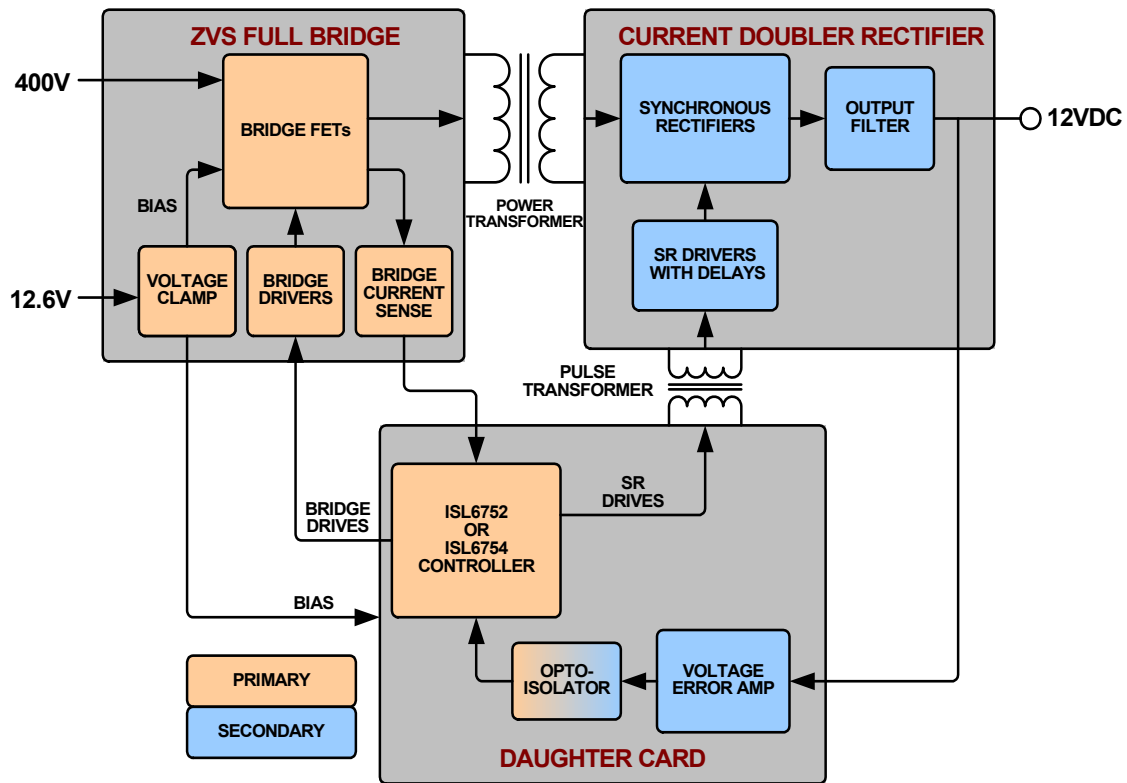 ZVS FULL BRIDGE
400V
BRIDGE FETs
BIAS
12.6V
VOLTAGE
CLAMP
BRIDGE
DRIVERS
BRIDGE
CURRENT
SENSE
POWER
TRANSFORMER
CURRENT DOUBLER RECTIFIER
SYNCHRONOUS
RECTIFIERS
OUTPUT
FILTER
12VDC
SR DRIVERS
WITH DELAYS
PULSE
TRANSFORMER
BRIDGE
DRIVES
ISL6752
OR
ISL6754
CONTROLLER
SR
DRIVES
BIAS
OPTO-
ISOLATOR
VOLTAGE
ERROR AMP
PRIMARY
SECONDARY
DAUGHTER CARD